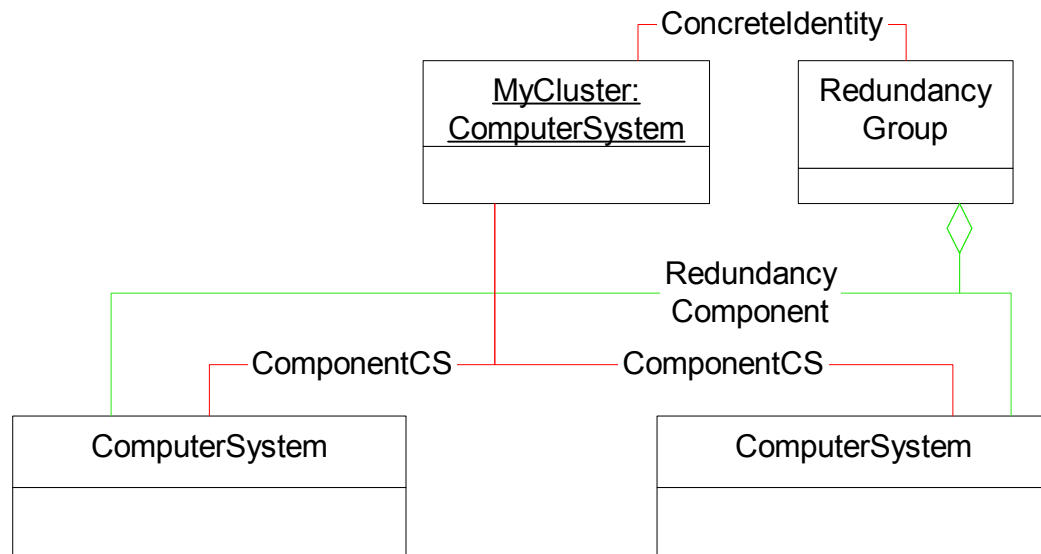 ConcreteIdentity
MyCluster:
ComputerSystem
Redundancy
Group
Redundancy
Component
ComponentCS
ComponentCS
ComputerSystem
ComputerSystem